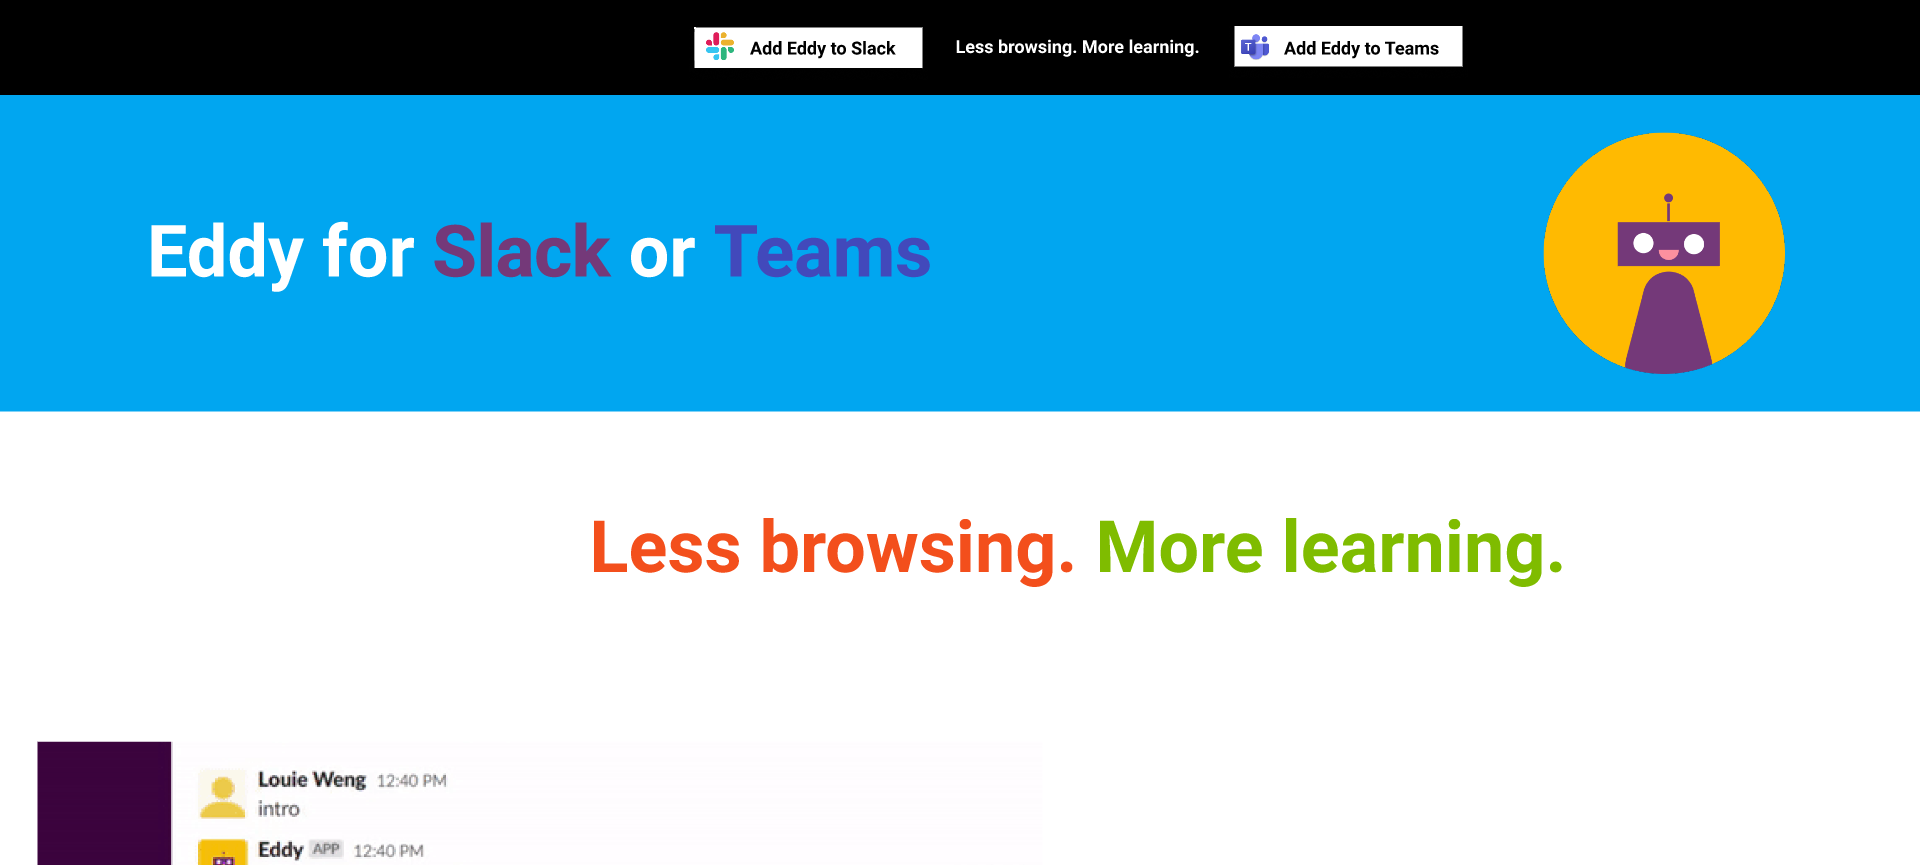 Add Eddy to Slack
Less browsing. More learning.
Add Eddy to Teams
Eddy for Slack or Teams
Less browsing. More learning.
Louie Weng 12:40 PM
intro
Eddy APP 12:40 PM